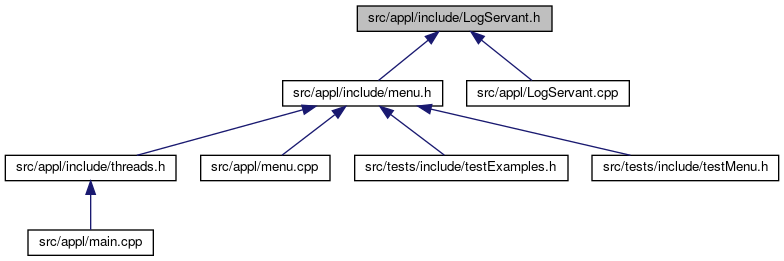 src/appl/include/LogServant.h
src/appl/include/menu.h
src/appl/LogServant.cpp
src/appl/include/threads.h
src/appl/menu.cpp
src/tests/include/testExamples.h
src/tests/include/testMenu.h
src/appl/main.cpp